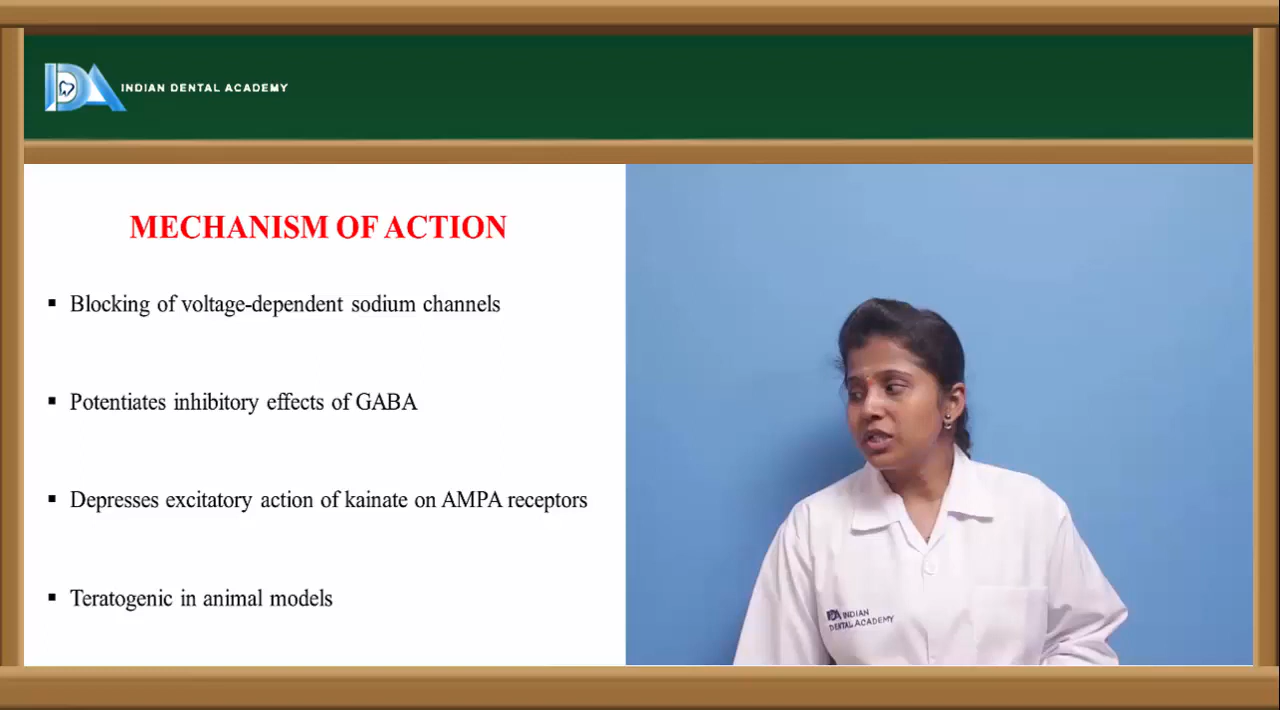 INDIAN DENTAL ACADEMY
MECHANISM OF ACTION
▪ Blocking of voltage-dependent sodium channels
▪ Potentiates inhibitory effects of GABA
▪ Depresses excitatory action of kainate on AMPA receptors
▪ Teratogenic in animal models
IDA INDIAN
DENTAL ACADEMY